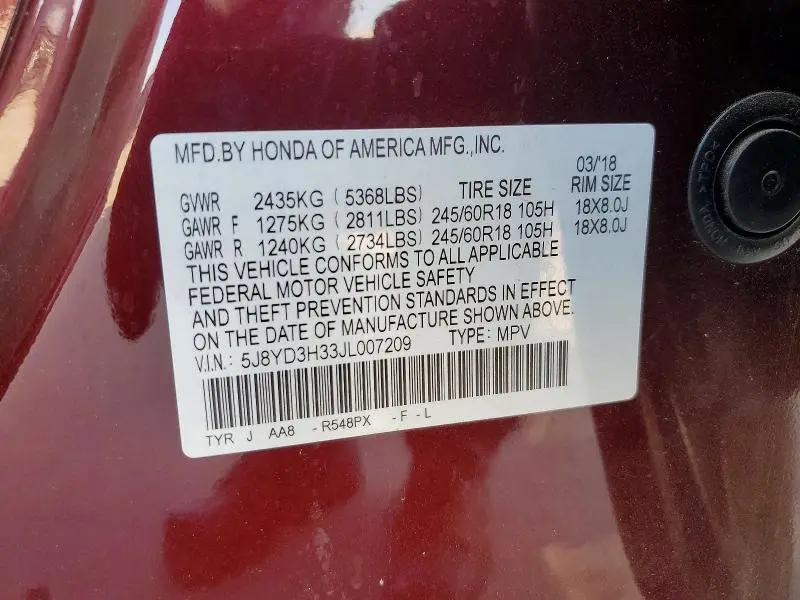 MFD.BY HONDA OF AMERICA MFG.,INC.
03/'18
GVWR 2435KG (5368LBS) TIRE SIZE RIM SIZE
GAWR F 1275KG (2811LBS) 245/60R18 105H 18X8.0J
GAWR R 1240KG (2734LBS) 245/60R18 105H 18X8.0J
THIS VEHICLE CONFORMS TO ALL APPLICABLE
FEDERAL MOTOR VEHICLE SAFETY
AND THEFT PREVENTION STANDARDS IN EFFECT
ON THE DATE OF MANUFACTURE SHOWN ABOVE.
V.I.N.: 5J8YD3H33JL007209 TYPE: MPV
TYR J AA8 - R548PX - F - L
>TPO<